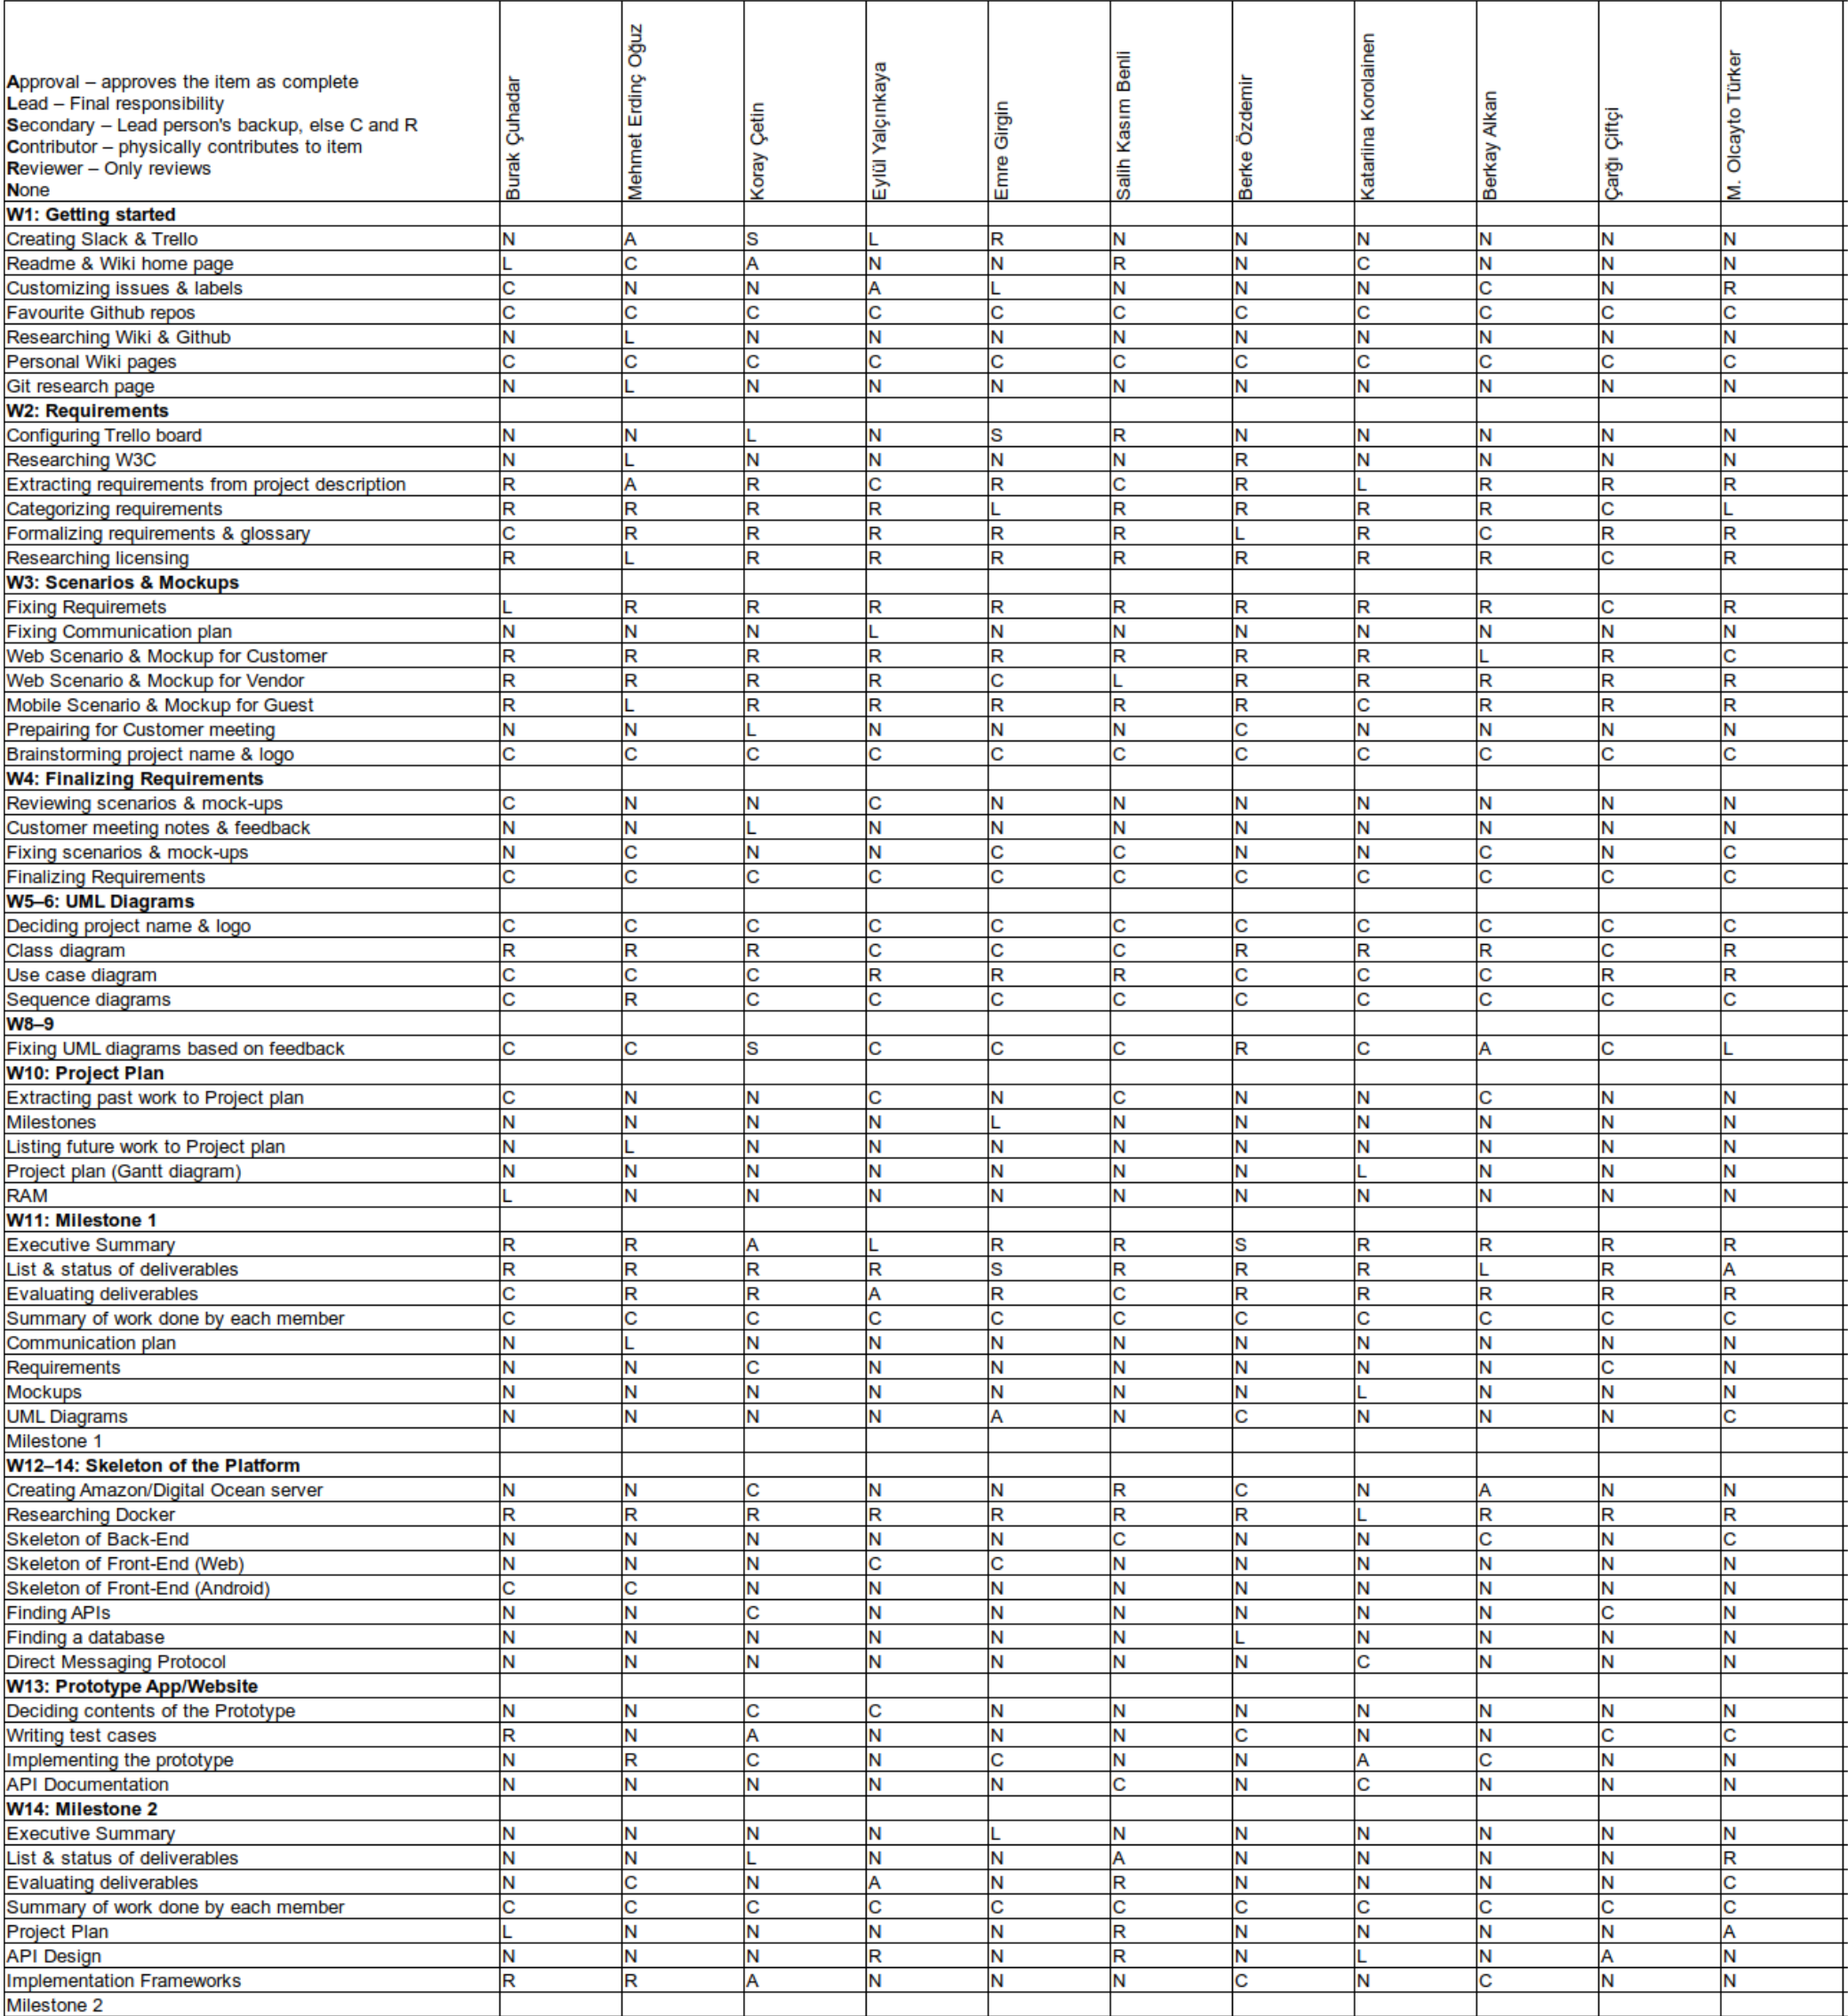 Approval – approves the item as complete
Lead – Final responsibility
Secondary – Lead person's backup, else C and R
Contributor – physically contributes to item
Reviewer – Only reviews
None
Burak Çuhadar
Mehmet Erdinç Oğuz
Koray Çetin
Eylül Yalçınkaya
Emre Girgin
Salih Kasım Benli
Berke Özdemir
Katariina Korolainen
Berkay Alkan
Çarğı Çiftçi
M. Olcayto Türker
W1: Getting started
Creating Slack & Trello N A S L R N N N N N N
Readme & Wiki home page L C A N N R N C N N N
Customizing issues & labels C N N A L N N N C N R
Favourite Github repos C C C C C C C C C C C
Researching Wiki & Github N L N N N N N N N N N
Personal Wiki pages C C C C C C C C C C C
Git research page N L N N N N N N N N N
W2: Requirements
Configuring Trello board N N L N S R N N N N N
Researching W3C N L N N N N R N N N N
Extracting requirements from project description R A R C R C R L R R R
Categorizing requirements R R R R L R R R R C L
Formalizing requirements & glossary C R R R R R L R C R R
Researching licensing R L R R R R R R R C R
W3: Scenarios & Mockups
Fixing Requiremets L R R R R R R R R C R
Fixing Communication plan N N N L N N N N N N N
Web Scenario & Mockup for Customer R R R R R R R R L R C
Web Scenario & Mockup for Vendor R R R R C L R R R R R
Mobile Scenario & Mockup for Guest R L R R R R R C R R R
Prepairing for Customer meeting N N L N N N C N N N N
Brainstorming project name & logo C C C C C C C C C C C
W4: Finalizing Requirements
Reviewing scenarios & mock-ups C N N C N N N N N N N
Customer meeting notes & feedback N N L N N N N N N N N
Fixing scenarios & mock-ups N C N N C C N N C N C
Finalizing Requirements C C C C C C C C C C C
W5–6: UML Diagrams
Deciding project name & logo C C C C C C C C C C C
Class diagram R R R C C C R R R C R
Use case diagram C C C R R R C C C R R
Sequence diagrams C R C C C C C C C C C
W8–9
Fixing UML diagrams based on feedback C C S C C C R C A C L
W10: Project Plan
Extracting past work to Project plan C N N C N C N N C N N
Milestones N N N N L N N N N N N
Listing future work to Project plan N L N N N N N N N N N
Project plan (Gantt diagram) N N N N N N N L N N N
RAM L N N N N N N N N N N
W11: Milestone 1
Executive Summary R R A L R R S R R R R
List & status of deliverables R R R R S R R R L R A
Evaluating deliverables C R R A R C R R R R R
Summary of work done by each member C C C C C C C C C C C
Communication plan N L N N N N N N N N N
Requirements N N C N N N N N N C N
Mockups N N N N N N N L N N N
UML Diagrams N N N N A N C N N N C
Milestone 1
W12–14: Skeleton of the Platform
Creating Amazon/Digital Ocean server N N C N N R C N A N N
Researching Docker R R R R R R R L R R R
Skeleton of Back-End N N N N N C N N C N C
Skeleton of Front-End (Web) N N N C C N N N N N N
Skeleton of Front-End (Android) C C N N N N N N N N N
Finding APIs N N C N N N N N N C N
Finding a database N N N N N N L N N N N
Direct Messaging Protocol N N N N N N N C N N N
W13: Prototype App/Website
Deciding contents of the Prototype N N C C N N N N N N N
Writing test cases R N A N N N C N N C C
Implementing the prototype N R C N C N N A C N N
API Documentation N N N N N C N C N N N
W14: Milestone 2
Executive Summary N N N N L N N N N N N
List & status of deliverables N N L N N A N N N N R
Evaluating deliverables N C N A N R N N N N C
Summary of work done by each member C C C C C C C C C C C
Project Plan L N N N N R N N N N A
API Design N N N R N R N L N A N
Implementation Frameworks R R A N N N C N C N N
Milestone 2